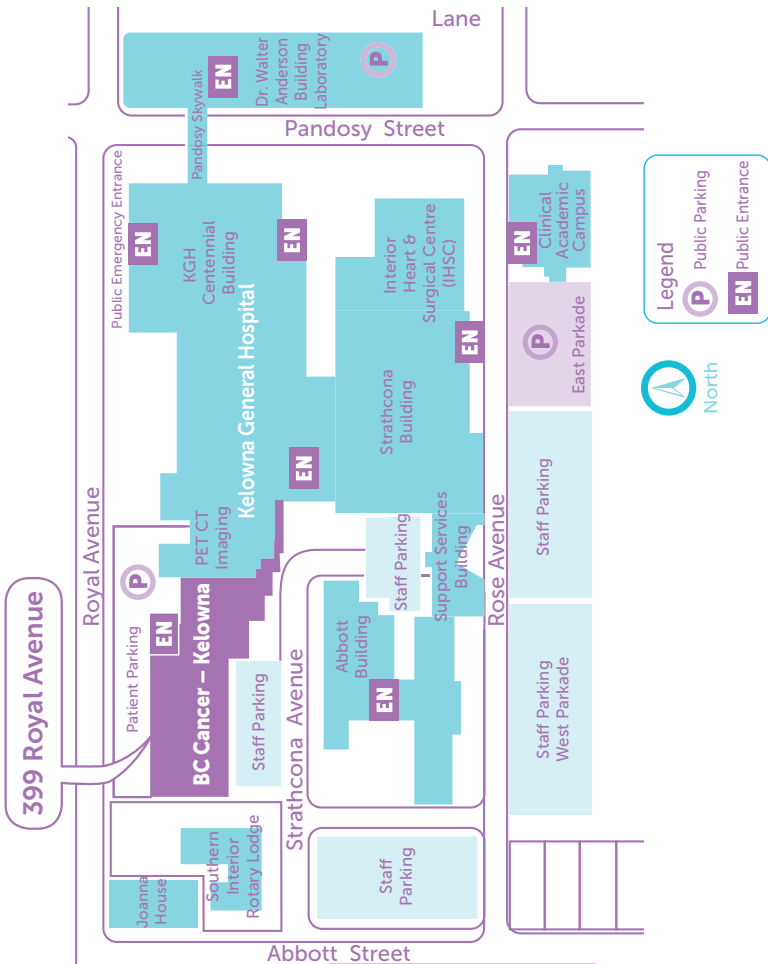 Lane
Dr. Walter
Anderson
Building
Laboratory
P
EN
Pandosy Skywalk
Pandosy Street
Public Emergency Entrance
EN
KGH
Centennial
Building
EN
Interior
Heart &
Surgical Centre
(IHSC)
EN
Clinical
Academic
Campus
Legend
P Public Parking
EN Public Entrance
North
P
East Parkade
Kelowna General Hospital
EN
Strathcona
Building
EN
Royal Avenue
PET CT
Imaging
P
Staff Parking
Support Services
Building
Rose Avenue
Staff Parking
399 Royal Avenue
Patient Parking
EN
BC Cancer – Kelowna
Staff Parking
Strathcona Avenue
Abbott
Building
EN
Staff Parking
West Parkade
Joanna
House
Southern
Interior
Rotary Lodge
Staff
Parking
Abbott Street